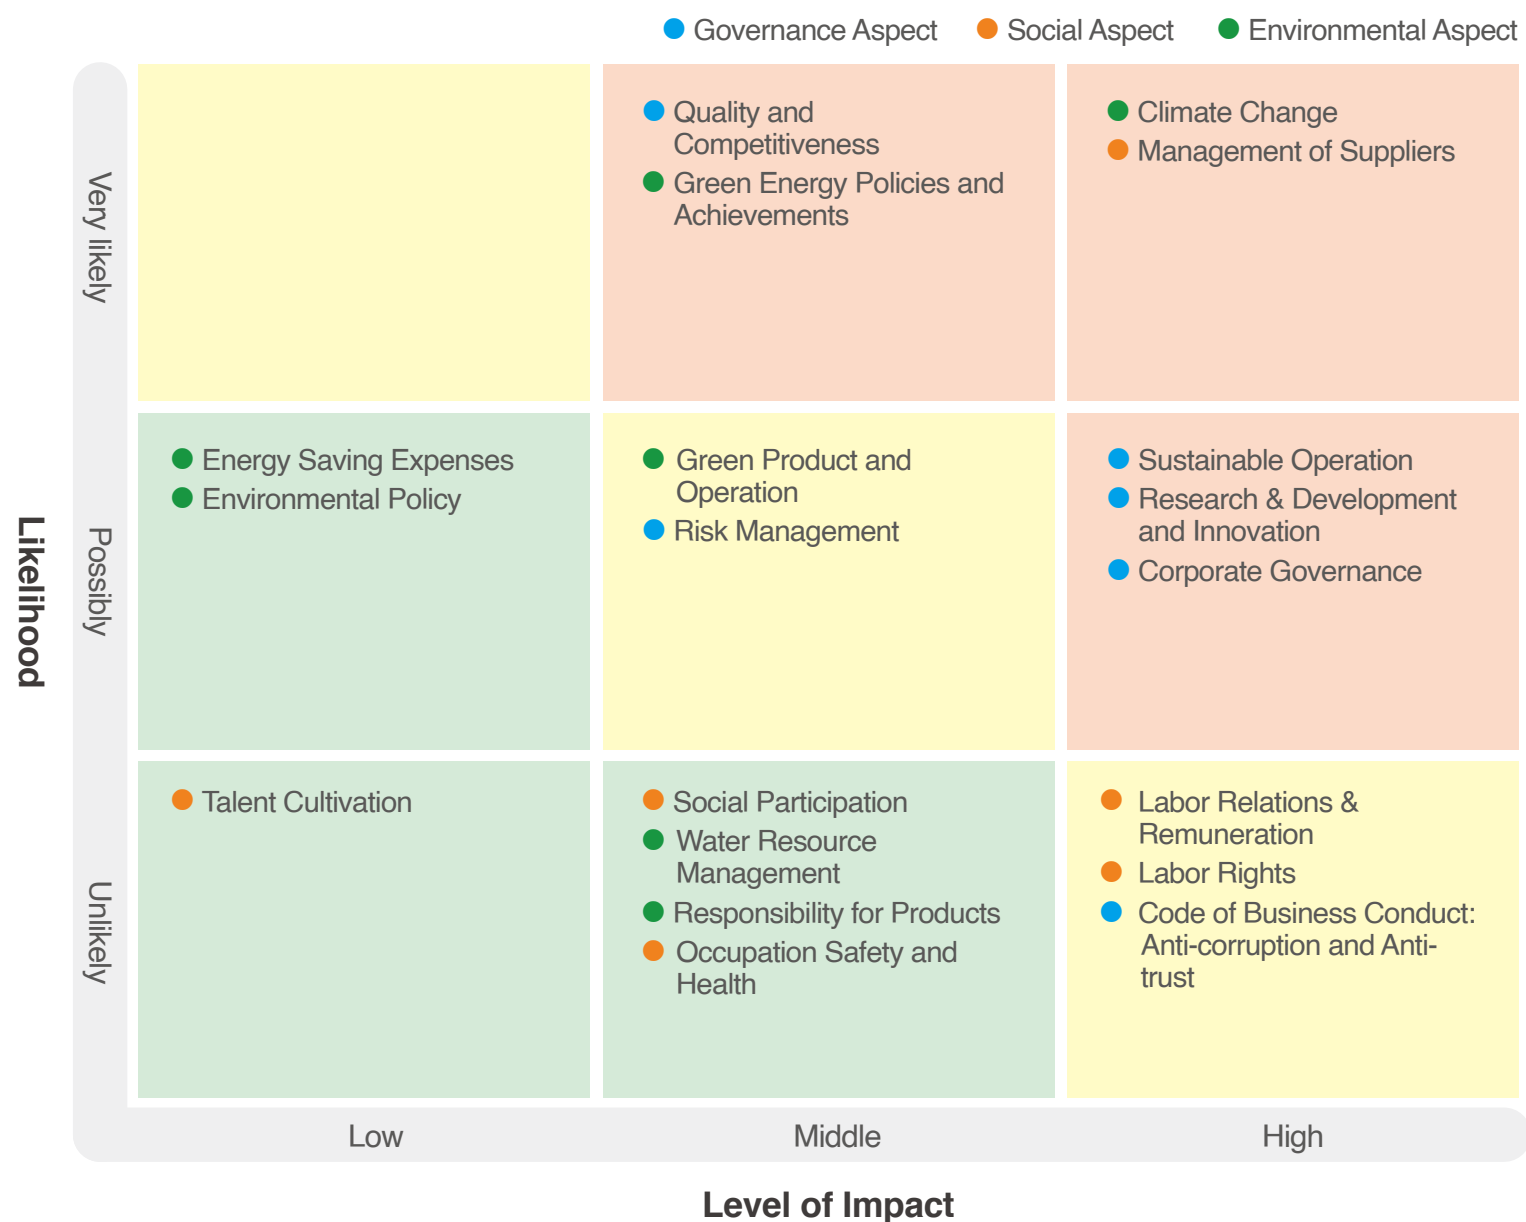 Governance Aspect
Social Aspect
Environmental Aspect
Likelihood
Very likely
Quality and
Competitiveness
Green Energy Policies and
Achievements
Climate Change
Management of Suppliers
Possibly
Energy Saving Expenses
Environmental Policy
Green Product and
Operation
Risk Management
Sustainable Operation
Research & Development
and Innovation
Corporate Governance
Unlikely
Talent Cultivation
Social Participation
Water Resource
Management
Responsibility for Products
Occupation Safety and
Health
Labor Relations &
Remuneration
Labor Rights
Code of Business Conduct:
Anti-corruption and Anti-
trust
Low
Middle
High
Level of Impact